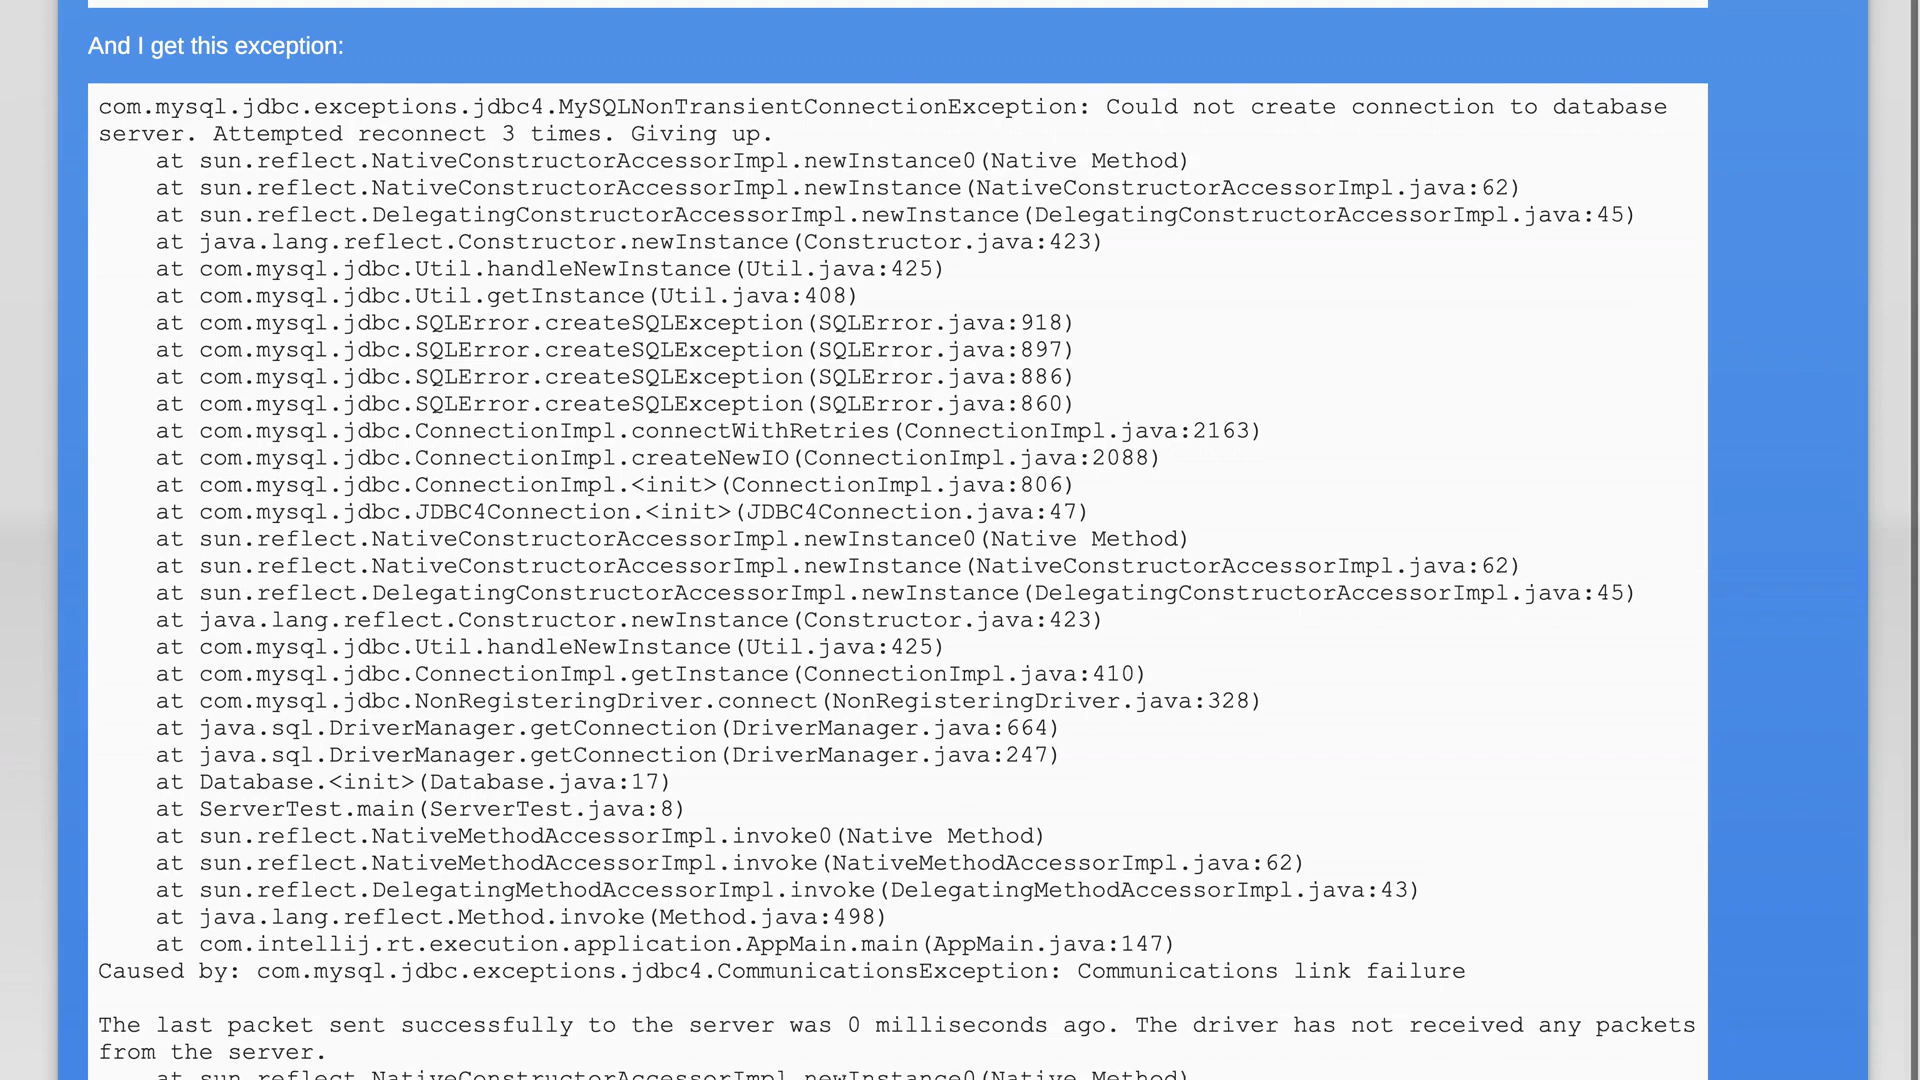 And I get this exception:
com.mysql.jdbc.exceptions.jdbc4.MySQLNonTransientConnectionException: Could not create connection to database
server. Attempted reconnect 3 times. Giving up.
    at sun.reflect.NativeConstructorAccessorImpl.newInstance0(Native Method)
    at sun.reflect.NativeConstructorAccessorImpl.newInstance(NativeConstructorAccessorImpl.java:62)
    at sun.reflect.DelegatingConstructorAccessorImpl.newInstance(DelegatingConstructorAccessorImpl.java:45)
    at java.lang.reflect.Constructor.newInstance(Constructor.java:423)
    at com.mysql.jdbc.Util.handleNewInstance(Util.java:425)
    at com.mysql.jdbc.Util.getInstance(Util.java:408)
    at com.mysql.jdbc.SQLError.createSQLException(SQLError.java:918)
    at com.mysql.jdbc.SQLError.createSQLException(SQLError.java:897)
    at com.mysql.jdbc.SQLError.createSQLException(SQLError.java:886)
    at com.mysql.jdbc.SQLError.createSQLException(SQLError.java:860)
    at com.mysql.jdbc.ConnectionImpl.connectWithRetries(ConnectionImpl.java:2163)
    at com.mysql.jdbc.ConnectionImpl.createNewIO(ConnectionImpl.java:2088)
    at com.mysql.jdbc.ConnectionImpl.<init>(ConnectionImpl.java:806)
    at com.mysql.jdbc.JDBC4Connection.<init>(JDBC4Connection.java:47)
    at sun.reflect.NativeConstructorAccessorImpl.newInstance0(Native Method)
    at sun.reflect.NativeConstructorAccessorImpl.newInstance(NativeConstructorAccessorImpl.java:62)
    at sun.reflect.DelegatingConstructorAccessorImpl.newInstance(DelegatingConstructorAccessorImpl.java:45)
    at java.lang.reflect.Constructor.newInstance(Constructor.java:423)
    at com.mysql.jdbc.Util.handleNewInstance(Util.java:425)
    at com.mysql.jdbc.ConnectionImpl.getInstance(ConnectionImpl.java:410)
    at com.mysql.jdbc.NonRegisteringDriver.connect(NonRegisteringDriver.java:328)
    at java.sql.DriverManager.getConnection(DriverManager.java:664)
    at java.sql.DriverManager.getConnection(DriverManager.java:247)
    at Database.<init>(Database.java:17)
    at ServerTest.main(ServerTest.java:8)
    at sun.reflect.NativeMethodAccessorImpl.invoke0(Native Method)
    at sun.reflect.NativeMethodAccessorImpl.invoke(NativeMethodAccessorImpl.java:62)
    at sun.reflect.DelegatingMethodAccessorImpl.invoke(DelegatingMethodAccessorImpl.java:43)
    at java.lang.reflect.Method.invoke(Method.java:498)
    at com.intellij.rt.execution.application.AppMain.main(AppMain.java:147)
Caused by: com.mysql.jdbc.exceptions.jdbc4.CommunicationsException: Communications link failure
The last packet sent successfully to the server was 0 milliseconds ago. The driver has not received any packets
from the server.
    at sun.reflect.NativeConstructorAccessorImpl.newInstance0(Native Method)